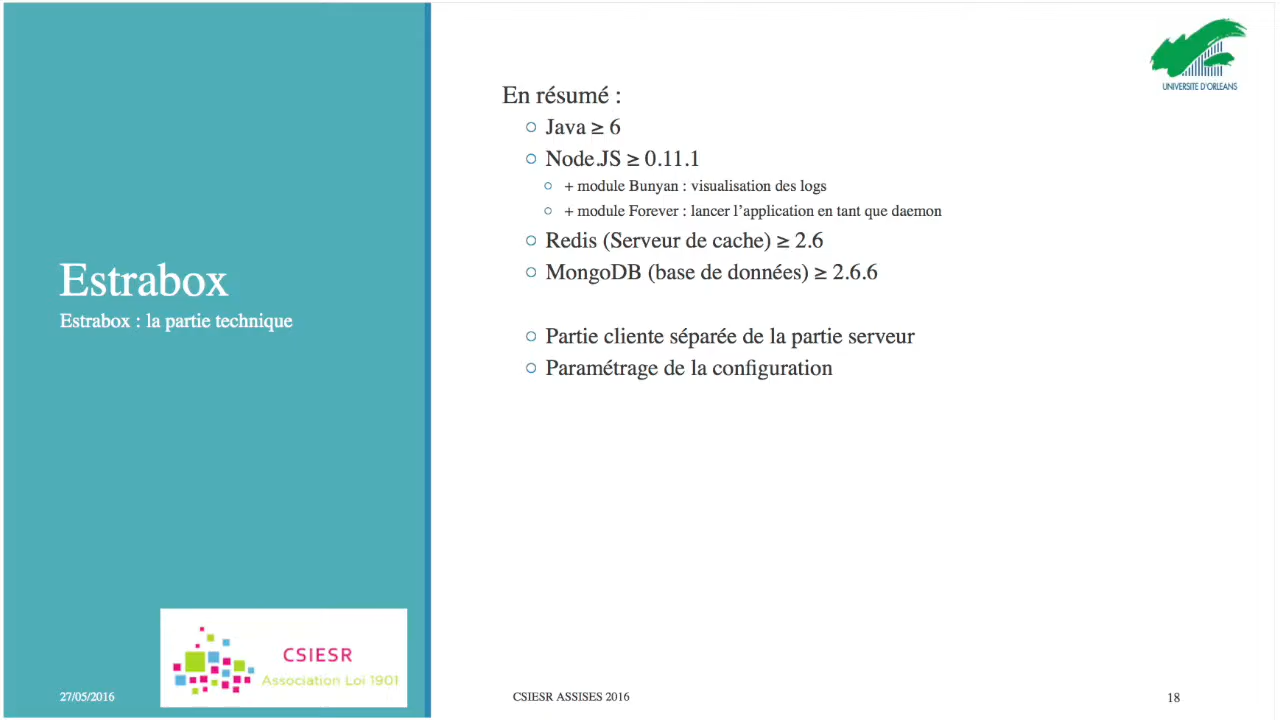 UNIVERSITE D'ORLEANS
Estrabox
Estrabox : la partie technique
En résumé :
Java ≥ 6
Node.JS ≥ 0.11.1
+ module Bunyan : visualisation des logs
+ module Forever : lancer l’application en tant que daemon
Redis (Serveur de cache) ≥ 2.6
MongoDB (base de données) ≥ 2.6.6
Partie cliente séparée de la partie serveur
Paramétrage de la configuration
CSIESR
Association Loi 1901
27/05/2016
CSIESR ASSISES 2016
18